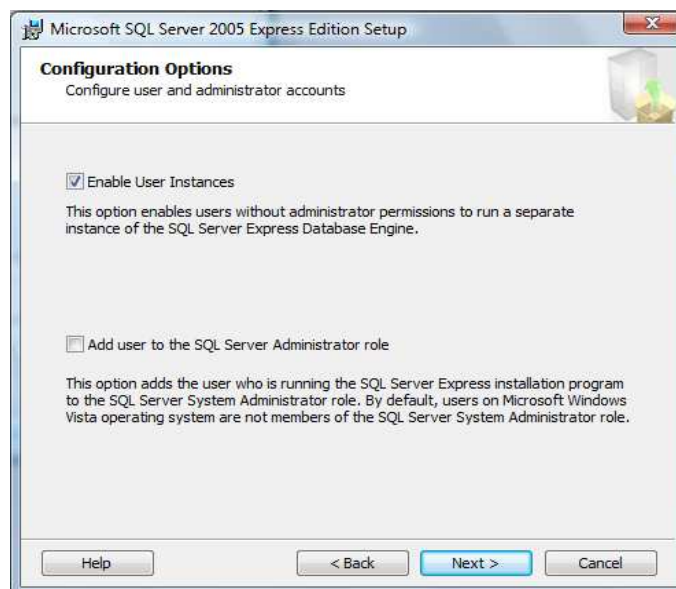 Microsoft SQL Server 2005 Express Edition Setup
Configuration Options
Configure user and administrator accounts
Enable User Instances
This option enables users without administrator permissions to run a separate
instance of the SQL Server Express Database Engine.
Add user to the SQL Server Administrator role
This option adds the user who is running the SQL Server Express installation program
to the SQL Server System Administrator role. By default, users on Microsoft Windows
Vista operating system are not members of the SQL Server System Administrator role.
Help
< Back
Next >
Cancel